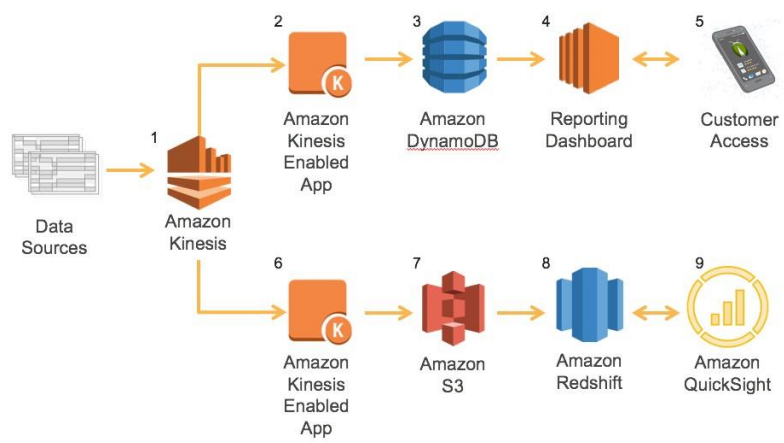 2
3
4
5
1
K
Amazon
Kinesis
Enabled
App
Amazon
DynamoDB
Reporting
Dashboard
Customer
Access
Data
Sources
Amazon
Kinesis
6
7
8
9
K
Amazon
Kinesis
Enabled
App
Amazon
S3
Amazon
Redshift
Amazon
QuickSight